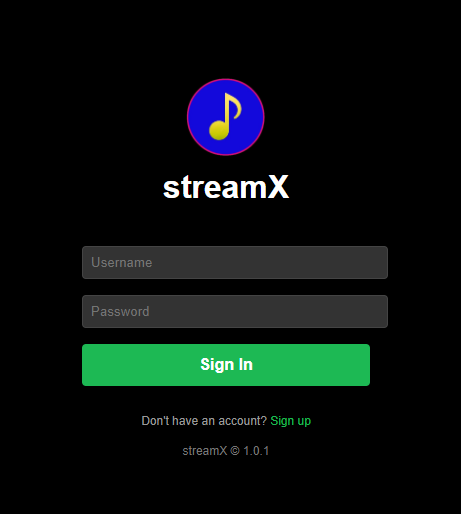 streamX
Username
Password
Sign In
Don't have an account? Sign up
streamX © 1.0.1